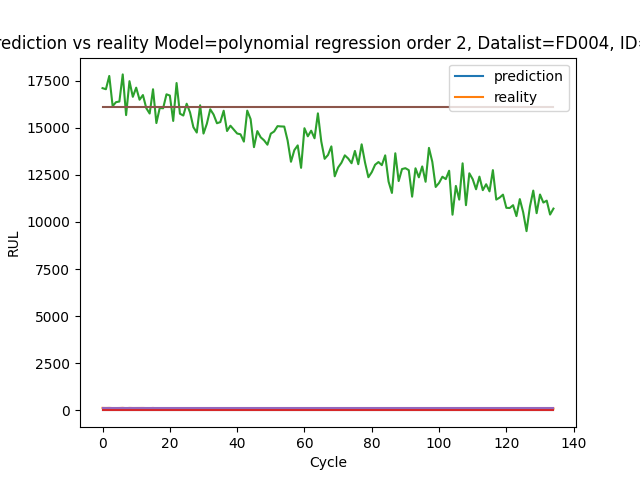 rediction vs reality Model=polynomial regression order 2, Datalist=FD004, ID=
17500
15000
12500
10000
7500
5000
2500
0
RUL
prediction
reality
0 20 40 60 80 100 120 140
Cycle